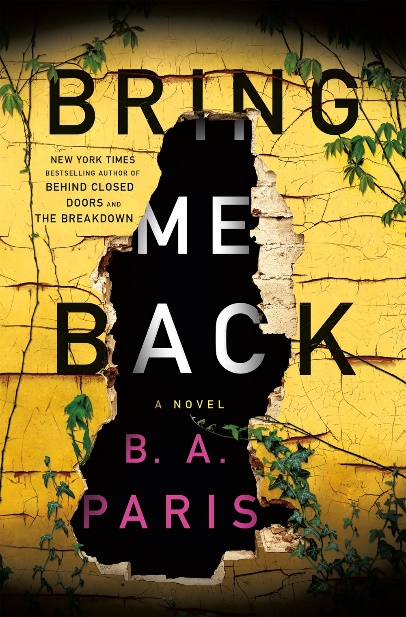 BRING
NEW YORK TIMES
BESTSELLING AUTHOR OF
BEHIND CLOSED
DOORS AND
THE BREAKDOWN
ME
BACK
A NOVEL
B. A.
PARIS